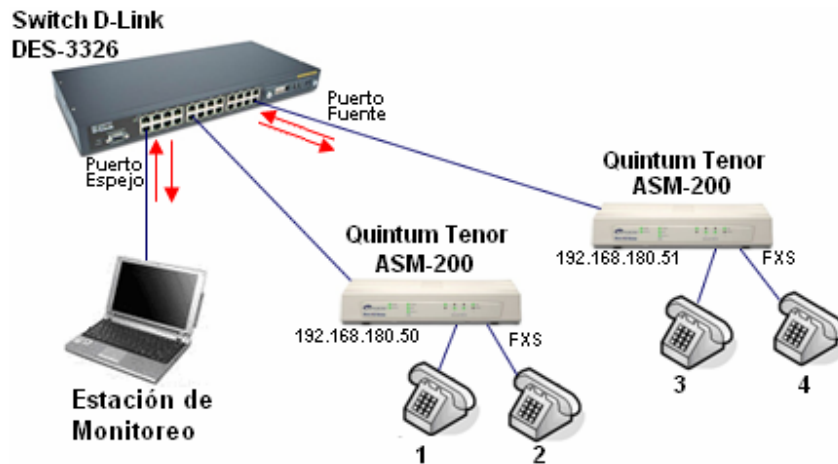 Switch D-Link
DES-3326
Puerto
Fuente
Puerto
Espejo
Quintum Tenor
ASM-200
192.168.180.51
FXS
Quintum Tenor
ASM-200
192.168.180.50
FXS
3
4
Estación de
Monitoreo
1
2